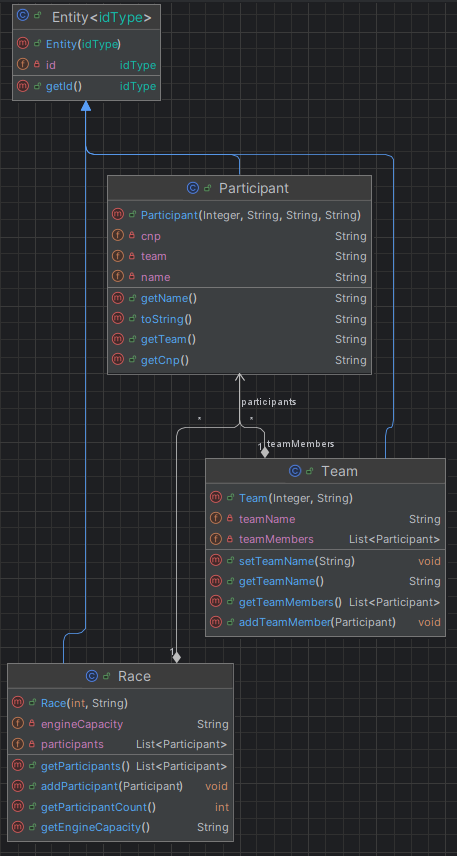 Entity<idType>
Entity(idType)
id idType
getId() idType
Participant
Participant(Integer, String, String, String)
cnp String
team String
name String
getName() String
toString() String
getTeam() String
getCnp() String
participants
* *
1 teamMembers
Team
Team(Integer, String)
teamName String
teamMembers List<Participant>
setTeamName(String) void
getTeamName() String
getTeamMembers() List<Participant>
addTeamMember(Participant) void
1
Race
Race(int, String)
engineCapacity String
participants List<Participant>
getParticipants() List<Participant>
addParticipant(Participant) void
getParticipantCount() int
getEngineCapacity() String